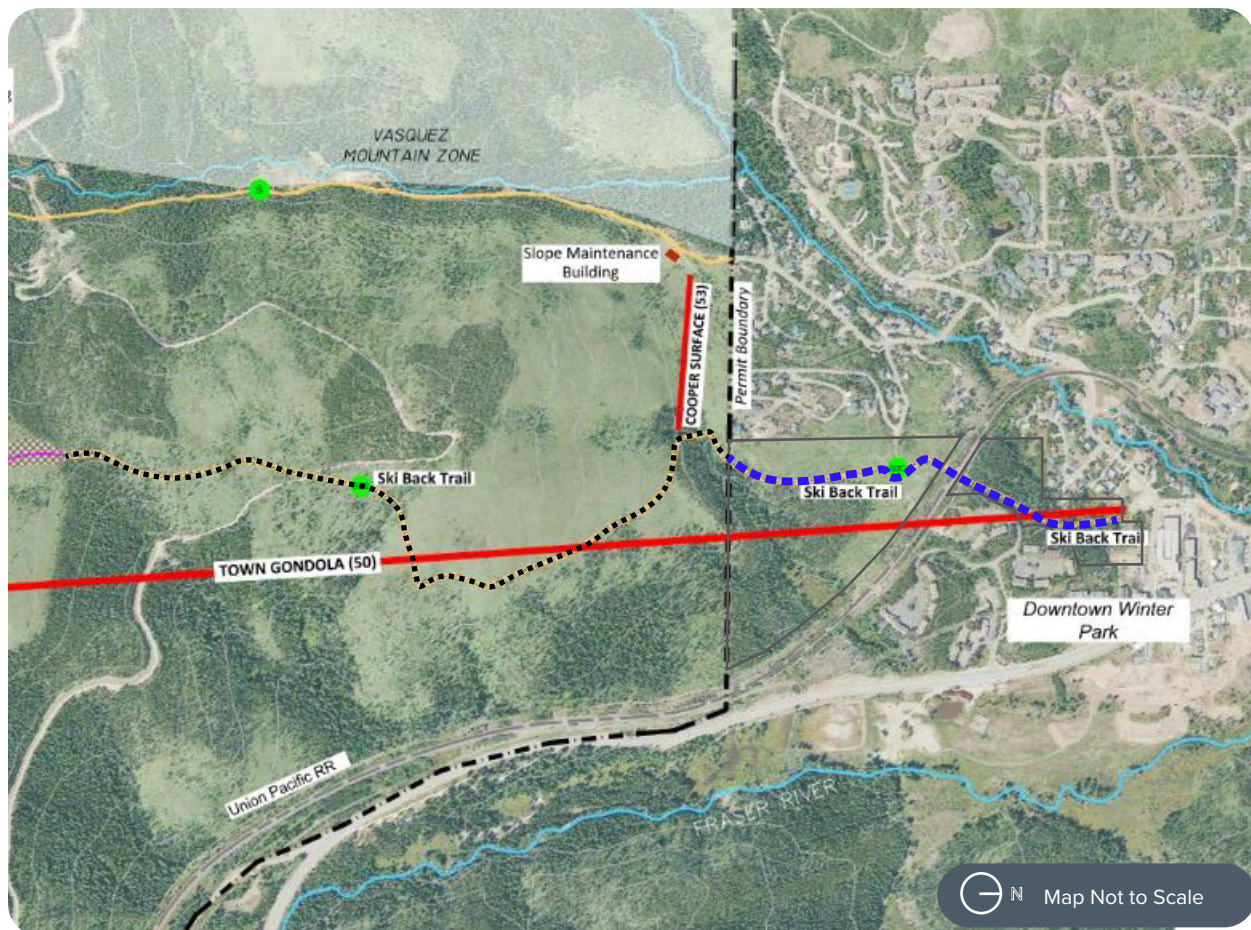 VASQUEZ
MOUNTAIN ZONE
Slope Maintenance
Building
COOPER SURFACE (53)
Permit Boundary
Ski Back Trail
Ski Back Trail
Ski Back Trail
TOWN GONDOLA (50)
Downtown Winter
Park
Union Pacific RR
FRASER RIVER
N Map Not to Scale